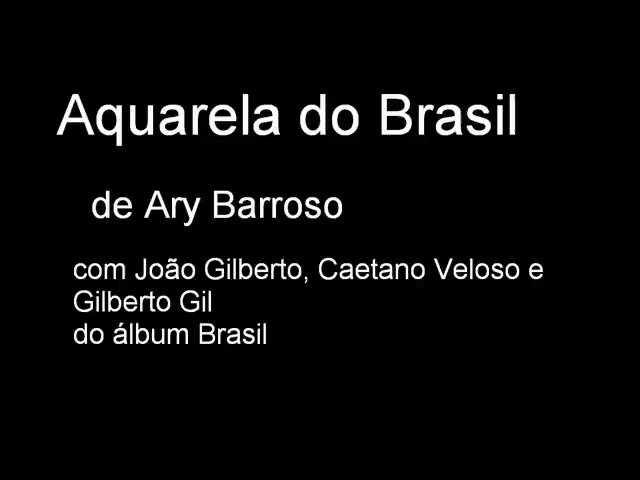 Aquarela do Brasil
de Ary Barroso
com João Gilberto, Caetano Veloso e
Gilberto Gil
do álbum Brasil